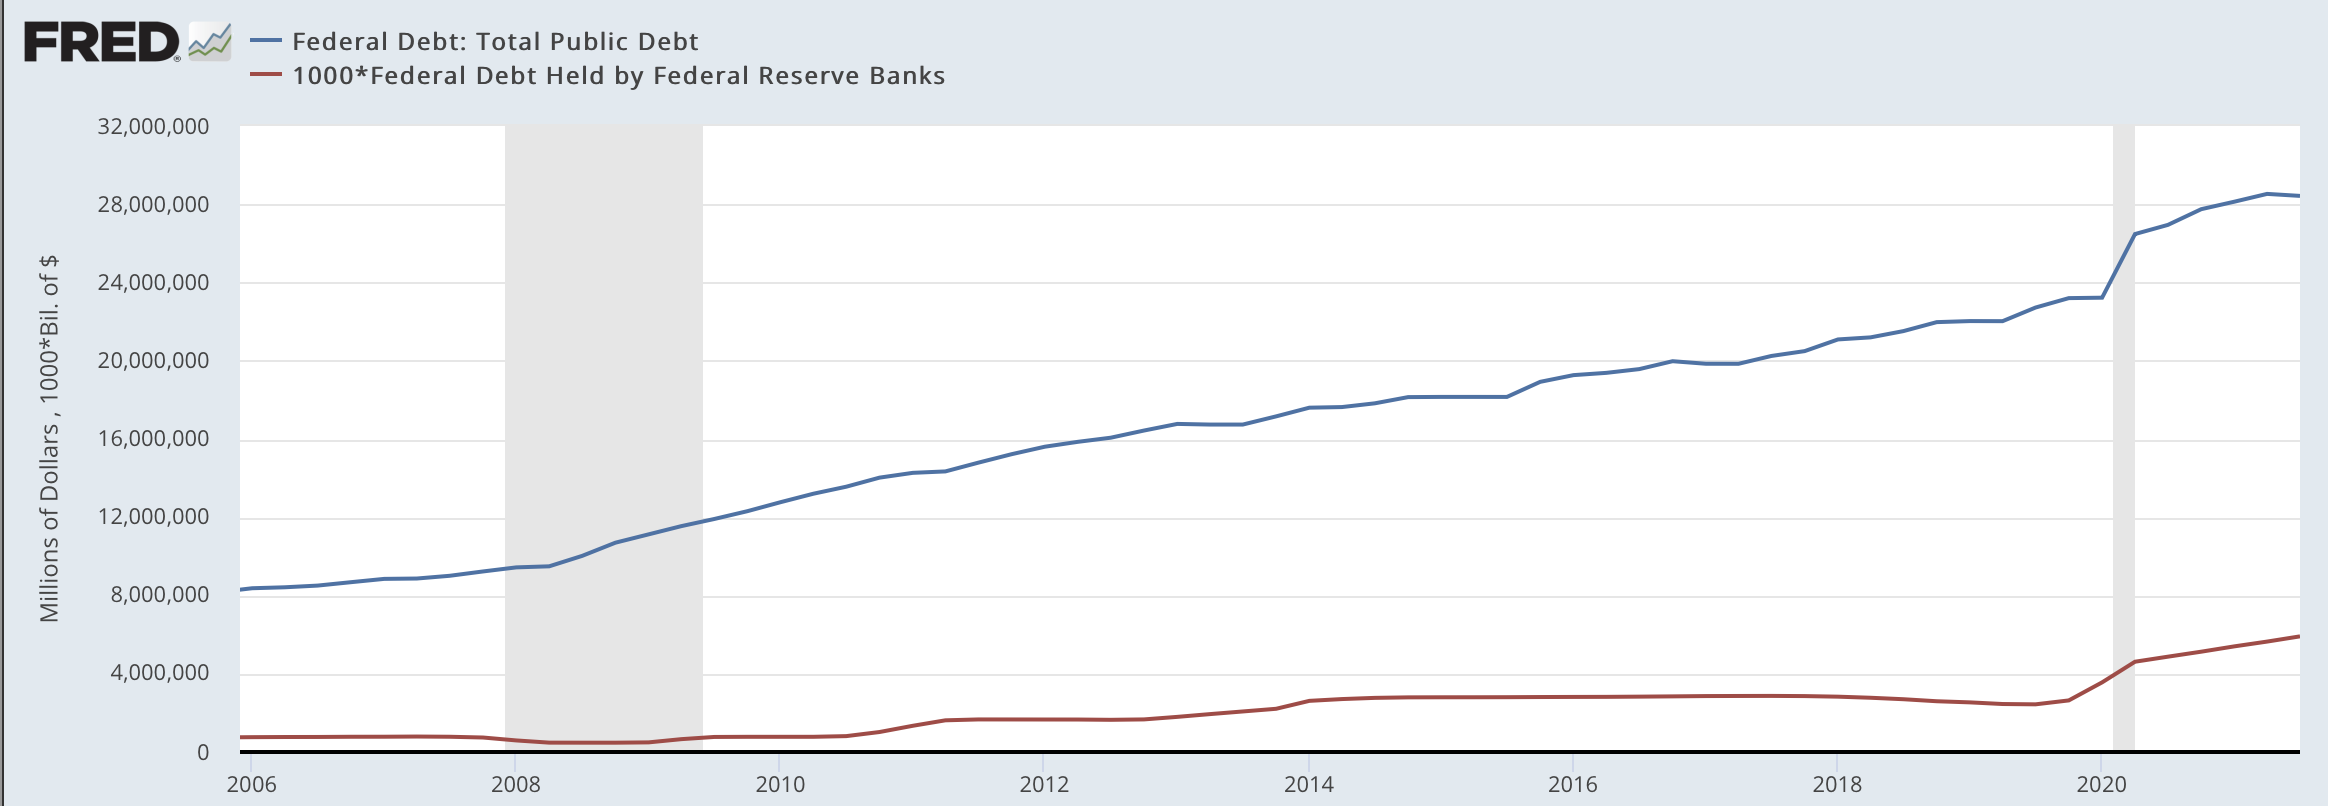 FRED®
Federal Debt: Total Public Debt
1000*Federal Debt Held by Federal Reserve Banks
Millions of Dollars , 1000*Bil. of $
32,000,000
28,000,000
24,000,000
20,000,000
16,000,000
12,000,000
8,000,000
4,000,000
0
2006 2008 2010 2012 2014 2016 2018 2020